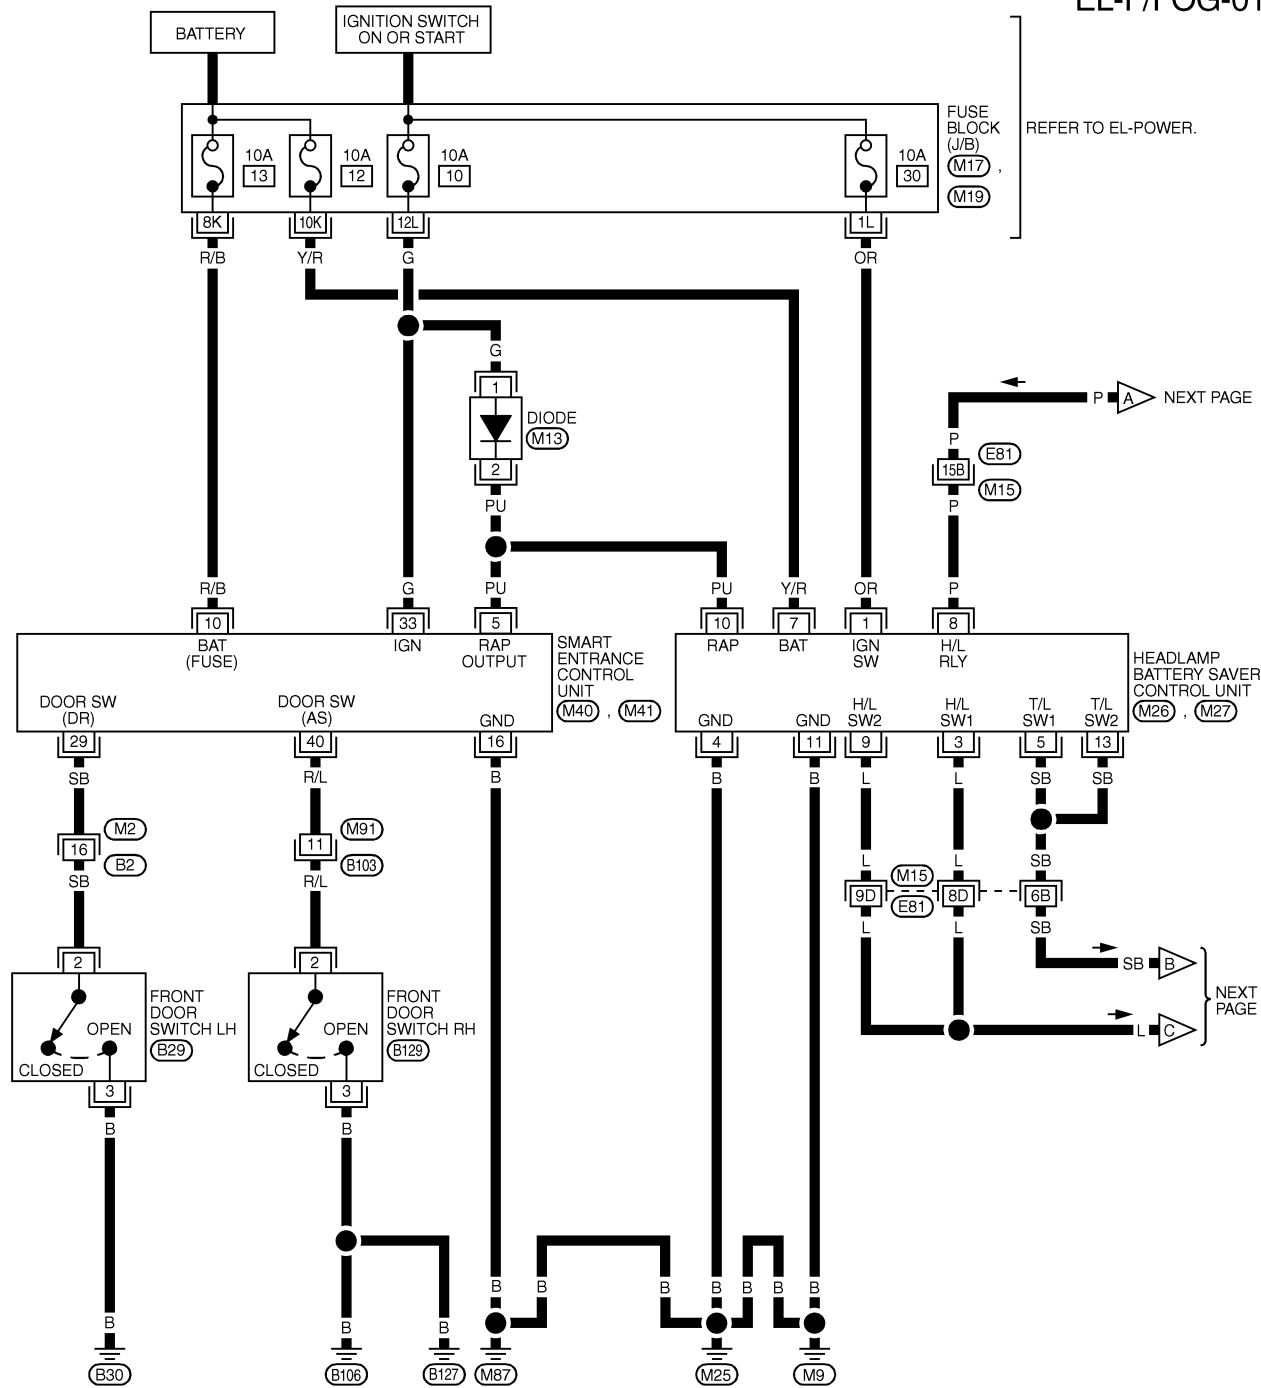 BATTERY
IGNITION SWITCH
ON OR START
FUSE
BLOCK
(J/B)
M17 ,
M19
REFER TO EL-POWER.
10A
13
10A
12
10A
10
10A
30
8K
10K
12L
1L
R/B
Y/R
G
OR
G
1
DIODE
M13
2
PU
P
A
NEXT PAGE
P
E81
15B
M15
P
R/B
G
PU
PU
Y/R
OR
P
10
33
5
10
7
1
8
BAT
(FUSE)
IGN
RAP
OUTPUT
SMART
ENTRANCE
CONTROL
UNIT
M40 , M41
RAP
BAT
IGN
SW
H/L
RLY
HEADLAMP
BATTERY SAVER
CONTROL UNIT
M26 , M27
DOOR SW
(DR)
DOOR SW
(AS)
GND
GND
GND
H/L
SW2
H/L
SW1
T/L
SW1
T/L
SW2
29
40
16
4
11
9
3
5
13
SB
R/L
B
B
B
L
L
SB
SB
M2
16
B2
M91
11
B103
SB
R/L
L
L
SB
M15
9D
8D
6B
E81
L
L
SB
SB
B
L
C
NEXT
PAGE
2
2
OPEN
CLOSED
FRONT
DOOR
SWITCH LH
B29
OPEN
CLOSED
FRONT
DOOR
SWITCH RH
B129
3
3
B
B
B
B
B
B
B
B
B
B
B
B
B
B30
B106
B127
M87
M25
M9